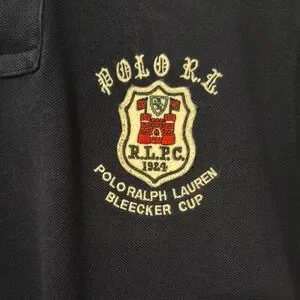 POLO R.L.
R.L.P.C.
1924
POLO RALPH LAUREN
BLEECKER CUP